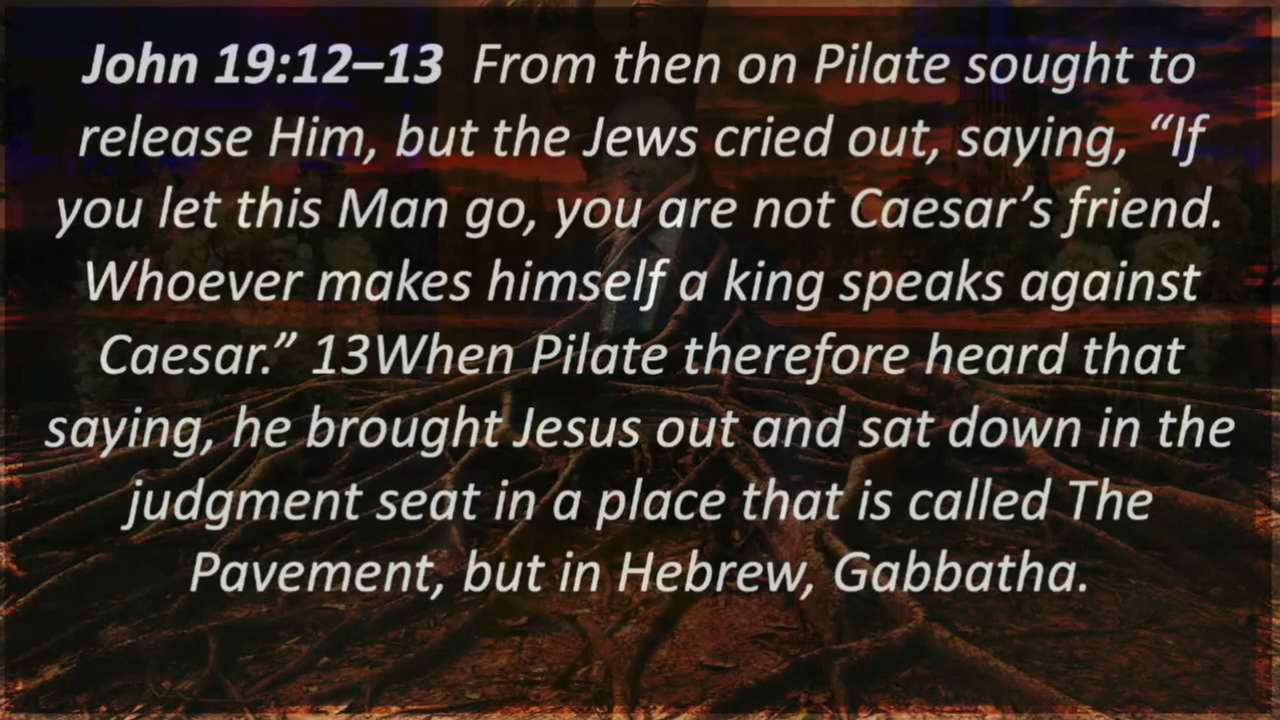 John 19:12–13 From then on Pilate sought to
release Him, but the Jews cried out, saying, “If
you let this Man go, you are not Caesar’s friend.
Whoever makes himself a king speaks against
Caesar.” 13When Pilate therefore heard that
saying, he brought Jesus out and sat down in the
judgment seat in a place that is called The
Pavement, but in Hebrew, Gabbatha.